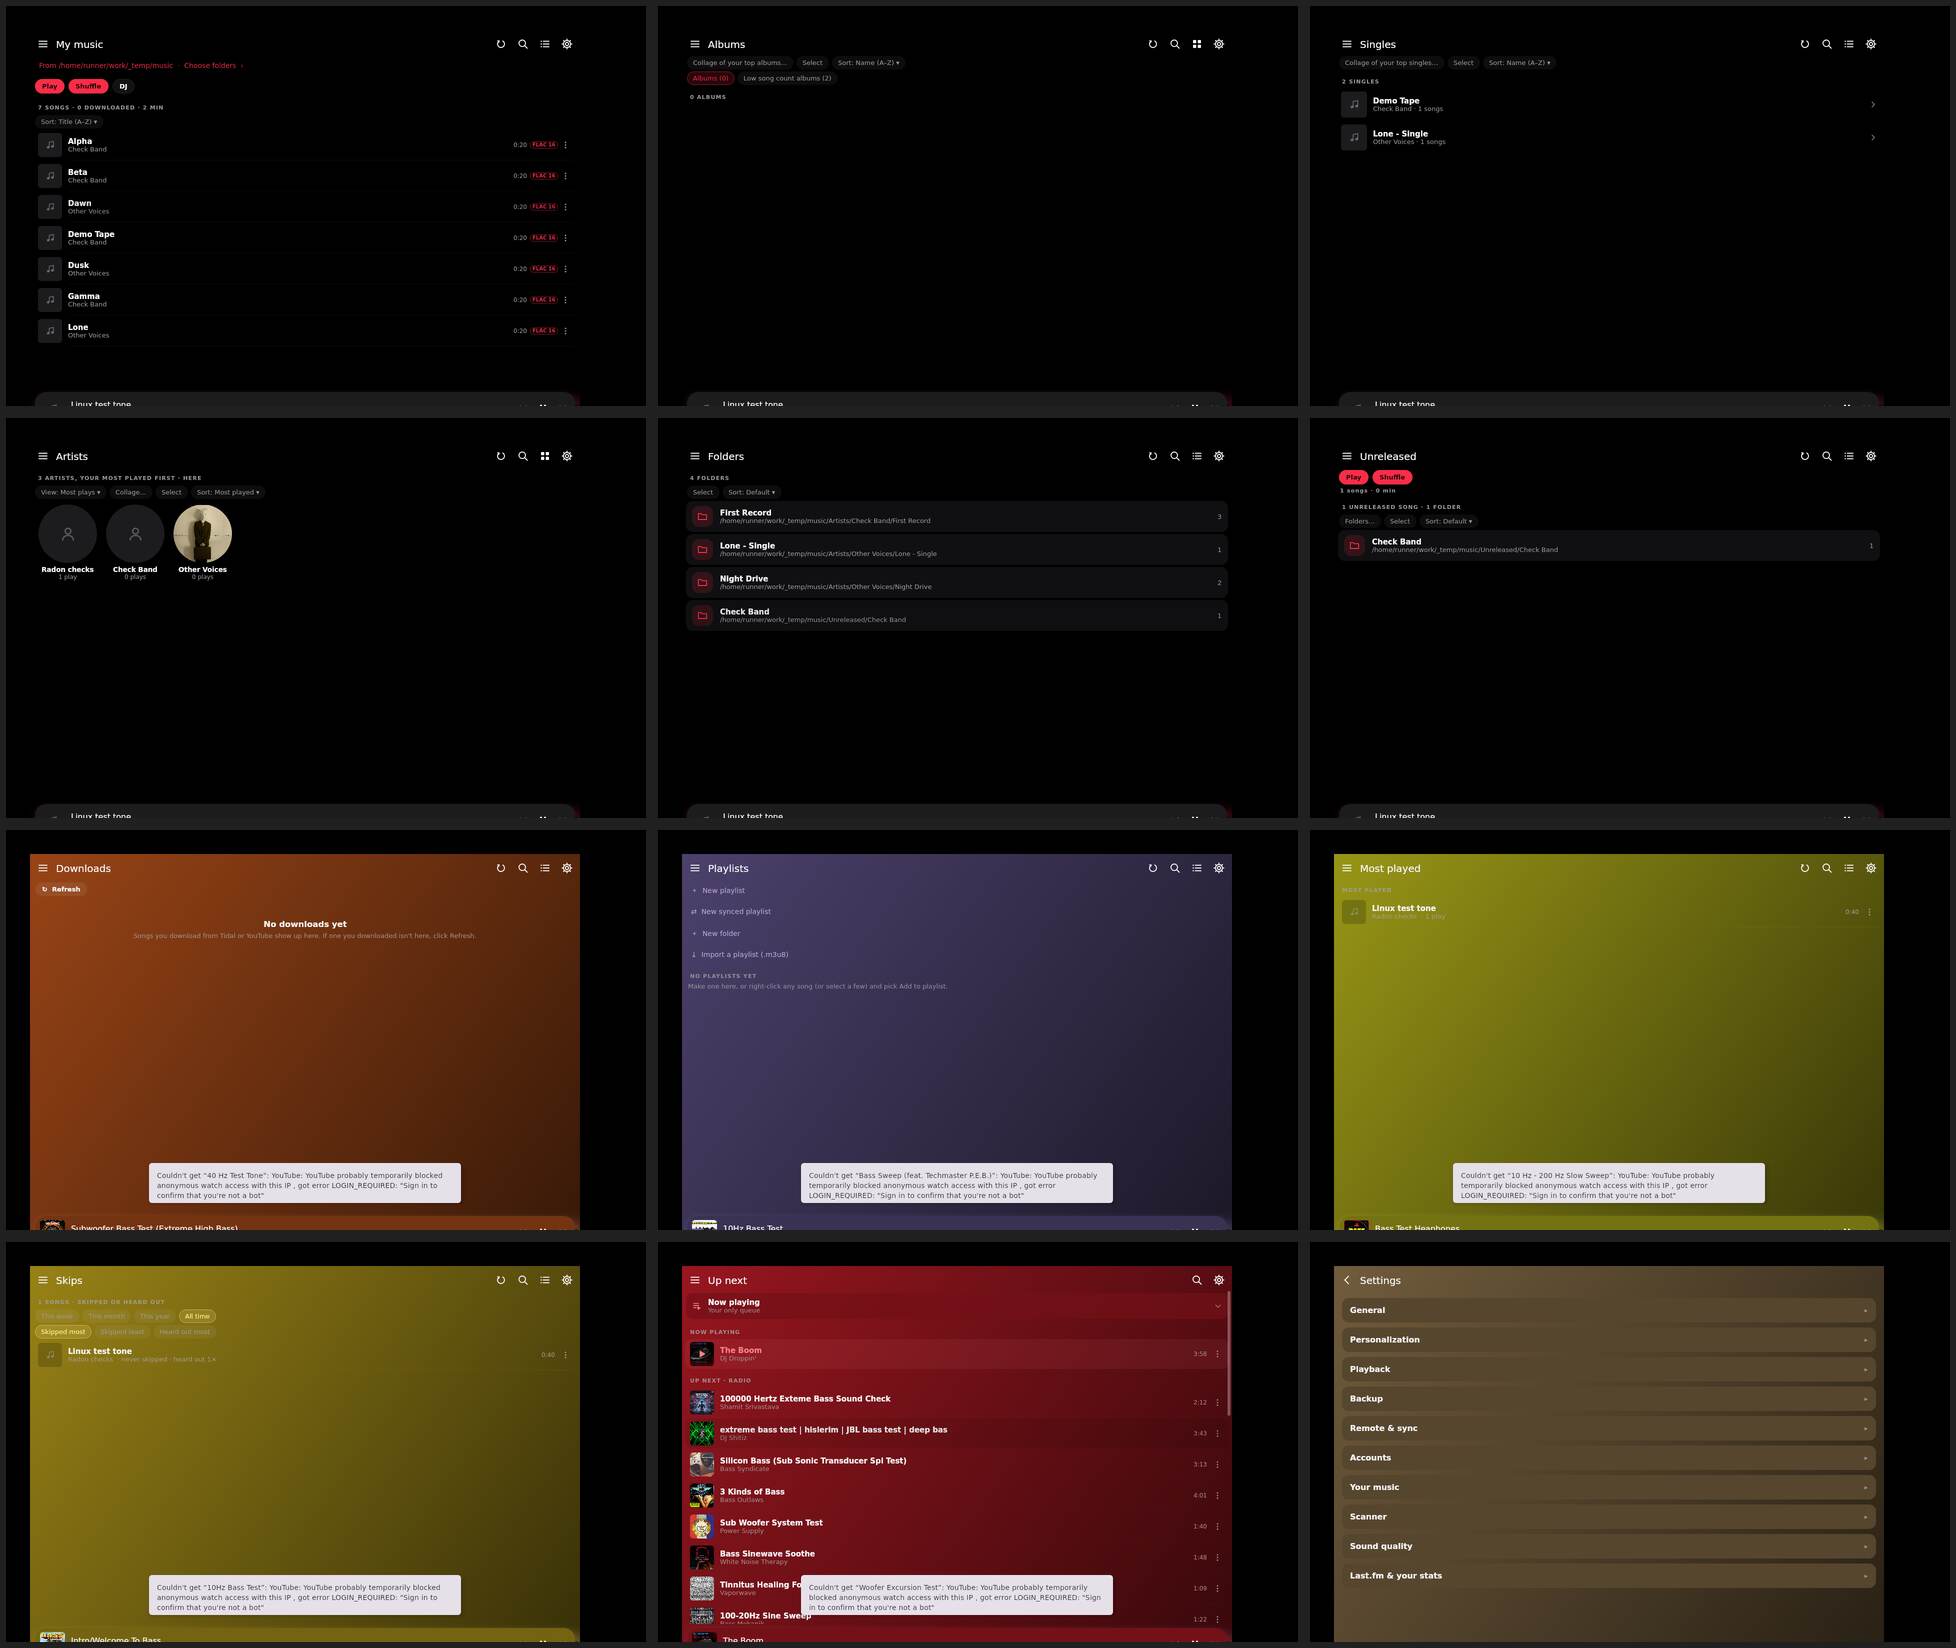 My music
From /home/runner/work/_temp/music · Choose folders ›
Play Shuffle DJ
7 SONGS · 0 DOWNLOADED · 2 MIN
Sort: Title (A–Z) ▾
Alpha
Check Band
0:20 FLAC 16
Beta
Check Band
0:20 FLAC 16
Dawn
Other Voices
0:20 FLAC 16
Demo Tape
Check Band
0:20 FLAC 16
Dusk
Other Voices
0:20 FLAC 16
Gamma
Check Band
0:20 FLAC 16
Lone
Other Voices
0:20 FLAC 16
Linux test tone
Albums
Collage of your top albums... Select Sort: Name (A–Z) ▾
Albums (0) Low song count albums (2)
0 ALBUMS
Linux test tone
Singles
Collage of your top singles... Select Sort: Name (A–Z) ▾
2 SINGLES
Demo Tape
Check Band · 1 songs
Lone - Single
Other Voices · 1 songs
Linux test tone
Artists
3 ARTISTS, YOUR MOST PLAYED FIRST · HERE
View: Most plays ▾ Collage... Select Sort: Most played ▾
Radon checks Check Band Other Voices
1 play 0 plays 0 plays
Linux test tone
Folders
4 FOLDERS
Select Sort: Default ▾
First Record
/home/runner/work/_temp/music/Artists/Check Band/First Record
3
Lone - Single
/home/runner/work/_temp/music/Artists/Other Voices/Lone - Single
1
Night Drive
/home/runner/work/_temp/music/Artists/Other Voices/Night Drive
2
Check Band
/home/runner/work/_temp/music/Unreleased/Check Band
1
Linux test tone
Unreleased
Play Shuffle
1 songs · 0 min
1 UNRELEASED SONG · 1 FOLDER
Folders... Select Sort: Default ▾
Check Band
/home/runner/work/_temp/music/Unreleased/Check Band
1
Linux test tone
Downloads
↻ Refresh
No downloads yet
Songs you download from Tidal or YouTube show up here. If one you downloaded isn't here, click Refresh.
Couldn't get “40 Hz Test Tone”: YouTube: YouTube probably temporarily blocked
anonymous watch access with this IP , got error LOGIN_REQUIRED: "Sign in to
confirm that you're not a bot"
Subwoofer Bass Test (Extreme High Bass)
Playlists
+ New playlist
⇄ New synced playlist
+ New folder
↓ Import a playlist (.m3u8)
NO PLAYLISTS YET
Make one here, or right-click any song (or select a few) and pick Add to playlist.
Couldn't get “Bass Sweep (feat. Techmaster P.E.B.)”: YouTube: YouTube probably
temporarily blocked anonymous watch access with this IP , got error
LOGIN_REQUIRED: "Sign in to confirm that you're not a bot"
10Hz Bass Test
Most played
MOST PLAYED
Linux test tone
Radon checks · 1 play
0:40
Couldn't get “10 Hz - 200 Hz Slow Sweep”: YouTube: YouTube probably
temporarily blocked anonymous watch access with this IP , got error
LOGIN_REQUIRED: "Sign in to confirm that you're not a bot"
Bass Test Heaphones
Skips
1 SONGS · SKIPPED OR HEARD OUT
This week This month This year All time
Skipped most Skipped least Heard out most
Linux test tone
Radon checks · never skipped · heard out 1×
0:40
Couldn't get “10Hz Bass Test”: YouTube: YouTube probably temporarily blocked
anonymous watch access with this IP , got error LOGIN_REQUIRED: "Sign in to
confirm that you're not a bot"
Intro/Welcome To Bass
Up next
Now playing
Your only queue
NOW PLAYING
The Boom
DJ Droppin'
3:58
UP NEXT · RADIO
100000 Hertz Exteme Bass Sound Check
Shamit Srivastava
2:12
extreme bass test | hislerim | JBL bass test | deep bas
DJ Shitiz
3:43
Silicon Bass (Sub Sonic Transducer Spl Test)
Bass Syndicate
3:13
3 Kinds of Bass
Bass Outlaws
4:01
Sub Woofer System Test
Power Supply
1:40
Bass Sinewave Soothe
White Noise Therapy
1:48
Tinnitus Healing Fo
Vaporwave
1:09
100-20Hz Sine Sweep
Bass Mekanik
1:22
Couldn't get “Woofer Excursion Test”: YouTube: YouTube probably temporarily
blocked anonymous watch access with this IP , got error LOGIN_REQUIRED: "Sign
in to confirm that you're not a bot"
The Boom
Settings
General
Personalization
Playback
Backup
Remote & sync
Accounts
Your music
Scanner
Sound quality
Last.fm & your stats